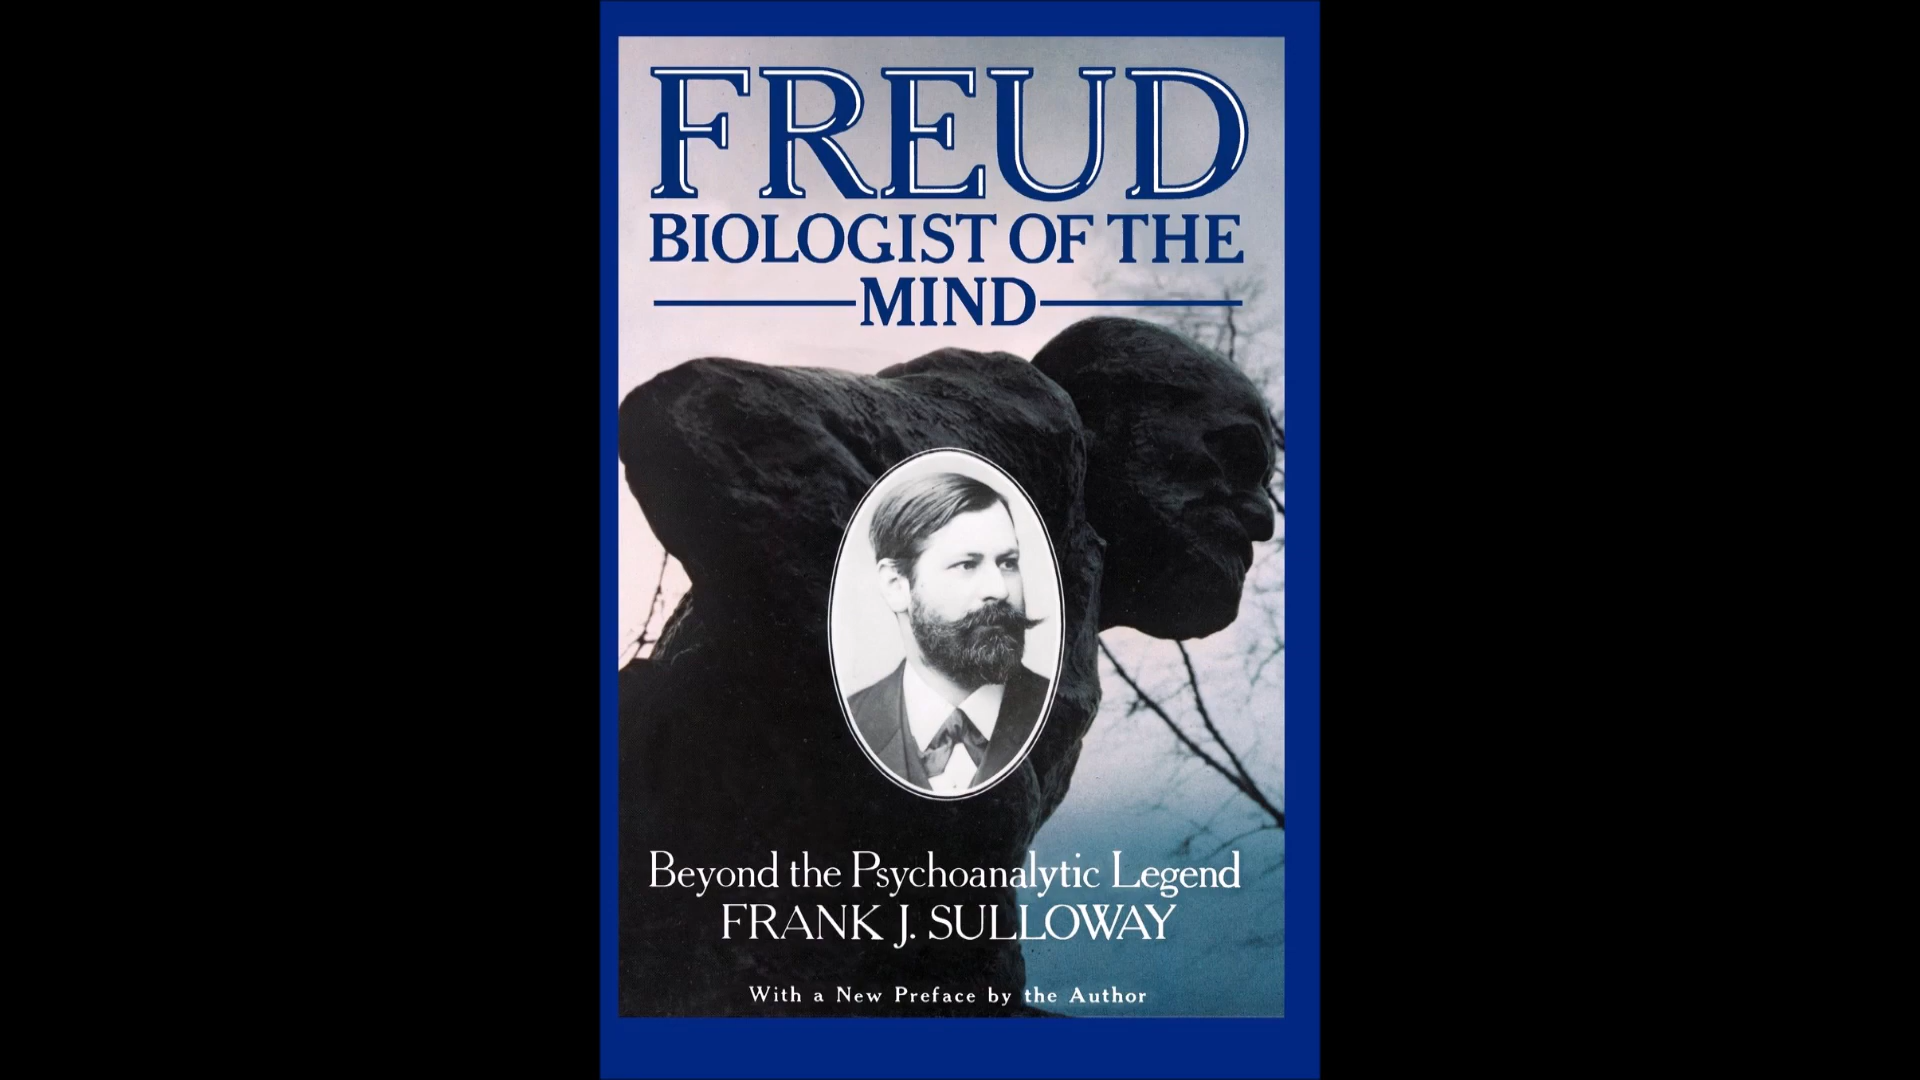 FREUD
BIOLOGIST OF THE
MIND
Beyond the Psychoanalytic Legend
FRANK J. SULLOWAY
With a New Preface by the Author